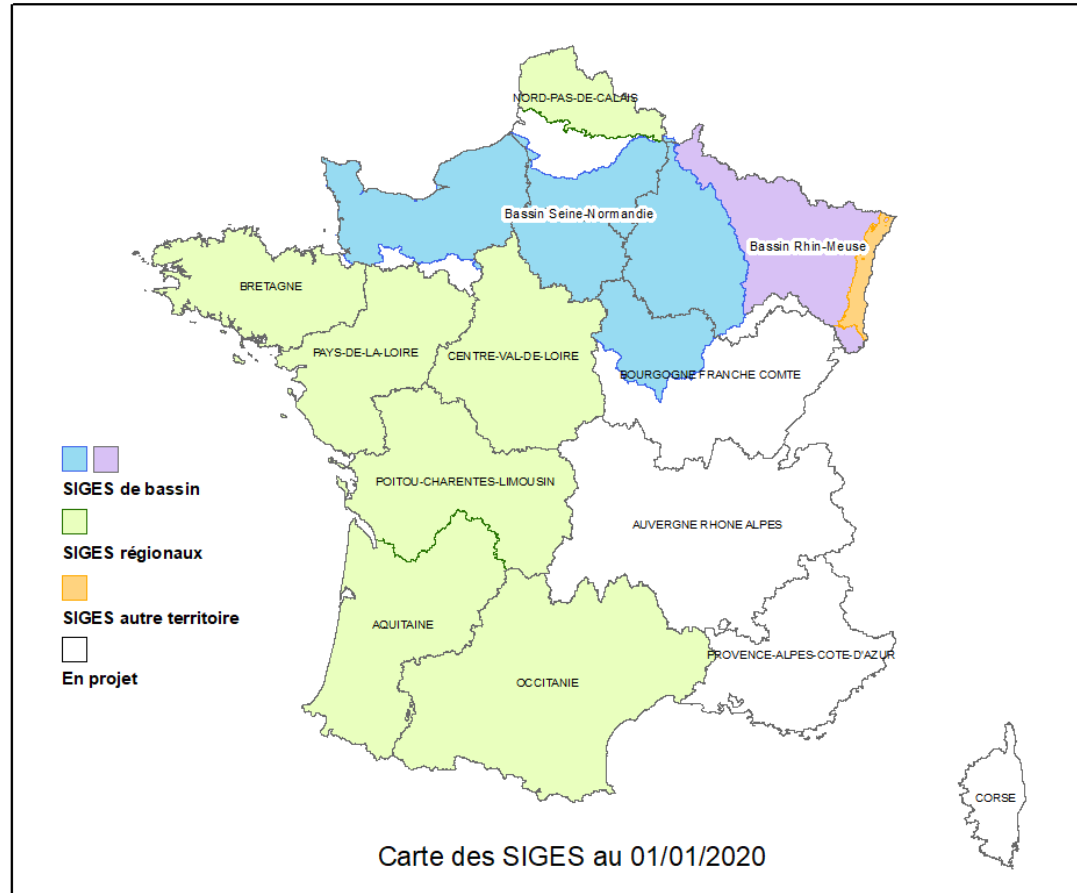 NORD-PAS-DE-CALAIS
Bassin Seine-Normandie
Bassin Rhin-Meuse
BRETAGNE
PAYS-DE-LA-LOIRE
CENTRE-VAL-DE-LOIRE
BOURGOGNE FRANCHE COMTE
POITOU-CHARENTES-LIMOUSIN
AUVERGNE RHONE ALPES
AQUITAINE
PROVENCE-ALPES-COTE-D'AZUR
OCCITANIE
CORSE
SIGES de bassin
SIGES régionaux
SIGES autre territoire
En projet
Carte des SIGES au 01/01/2020